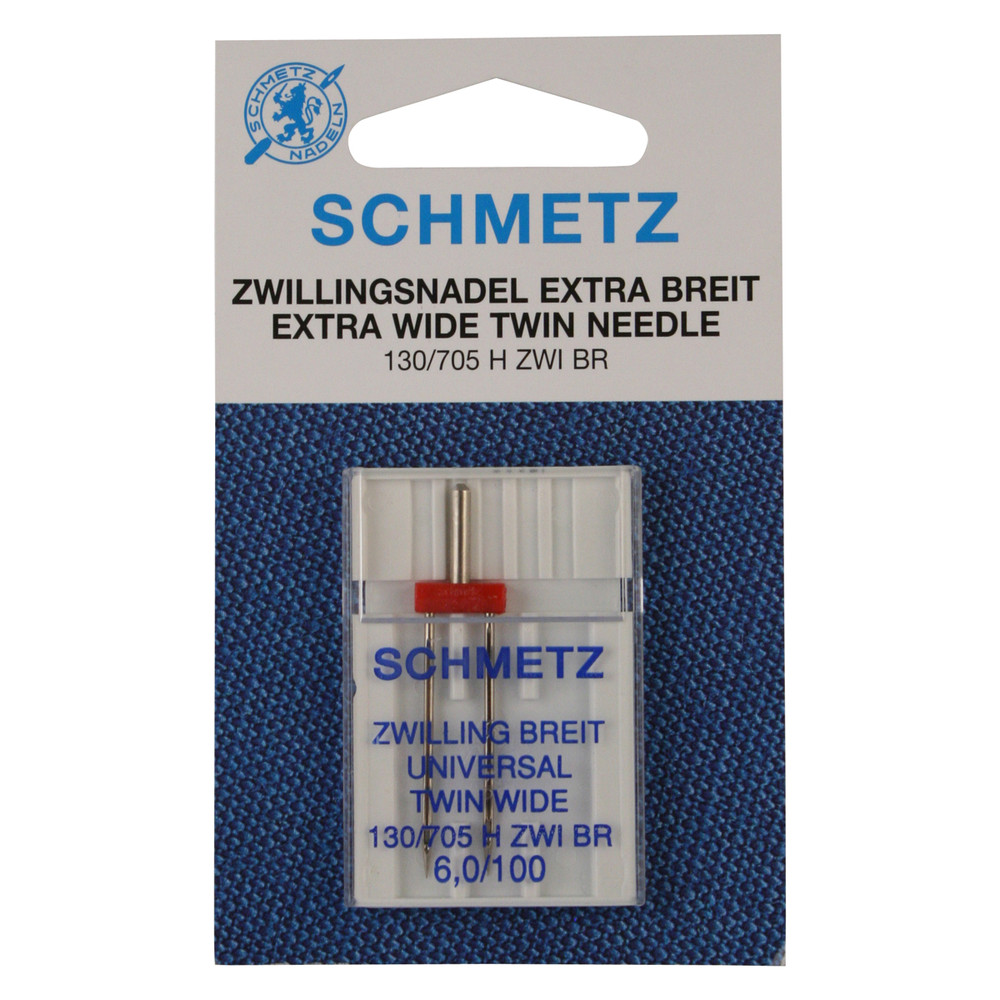 SCHMETZ
NADELN
SCHMETZ
ZWILLINGSNADEL EXTRA BREIT
EXTRA WIDE TWIN NEEDLE
130/705 H ZWI BR
SCHMETZ
ZWILLING BREIT
UNIVERSAL
TWIN WIDE
130/705 H ZWI BR
6,0/100